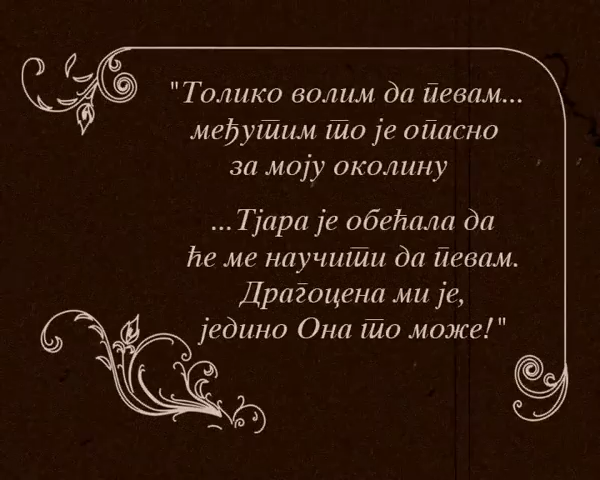 "Толико волим да певам...
међутим то је опасно
за моју околину
...Тјара је обећала да
ће ме научити да певам.
Драгоцена ми је,
једино Она то може!"